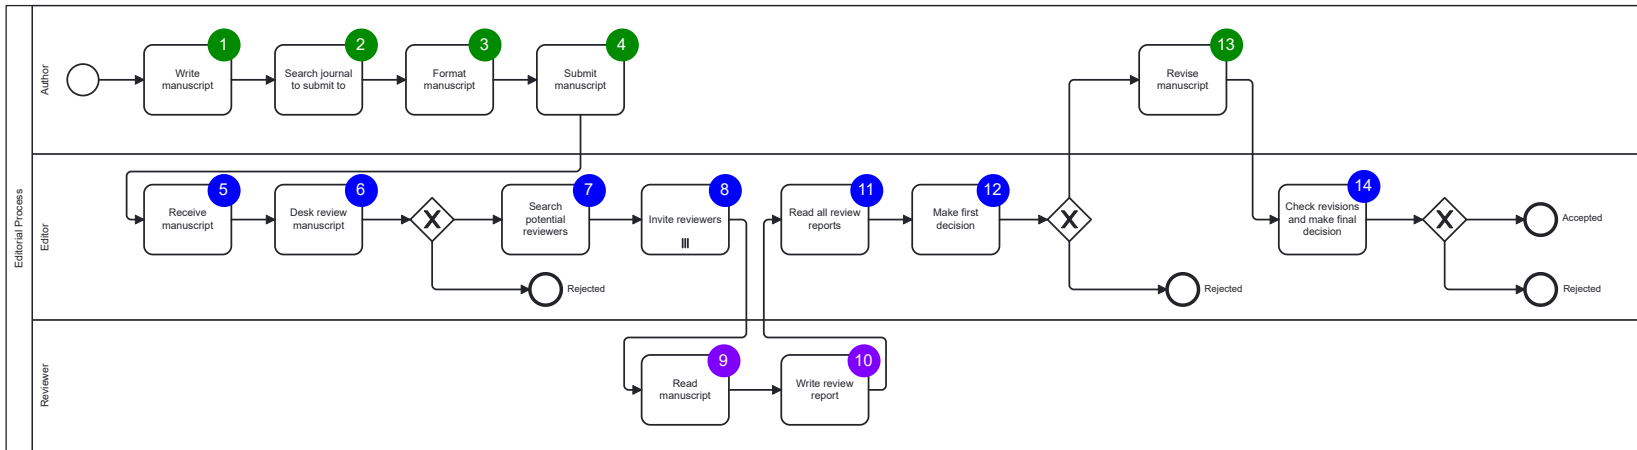 Editorial Process
Author
1
Write
manuscript
2
Search journal
to submit to
3
Format
manuscript
4
Submit
manuscript
13
Revise
manuscript
Editor
5
Receive
manuscript
6
Desk review
manuscript
X
Rejected
7
Search
potential
reviewers
8
Invite reviewers
11
Read all review
reports
12
Make first
decision
X
Rejected
14
Check revisions
and make final
decision
X
Accepted
Rejected
Reviewer
9
Read
manuscript
10
Write review
report